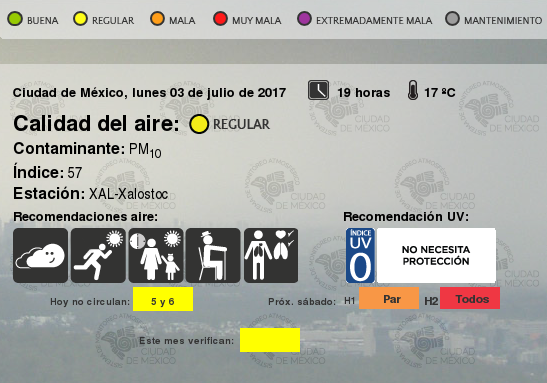 BUENA REGULAR MALA MUY MALA EXTREMADAMENTE MALA MANTENIMIENTO
Ciudad de México, lunes 03 de julio de 2017 19 horas 17 ºC
Calidad del aire: REGULAR
Contaminante: PM10
Índice: 57
Estación: XAL-Xalostoc
Recomendaciones aire:
Recomendación UV:
ÍNDICE
UV
0
NO NECESITA
PROTECCIÓN
Hoy no circulan: 5 y 6
Próx. sábado: H1 Par H2 Todos
Este mes verifican: